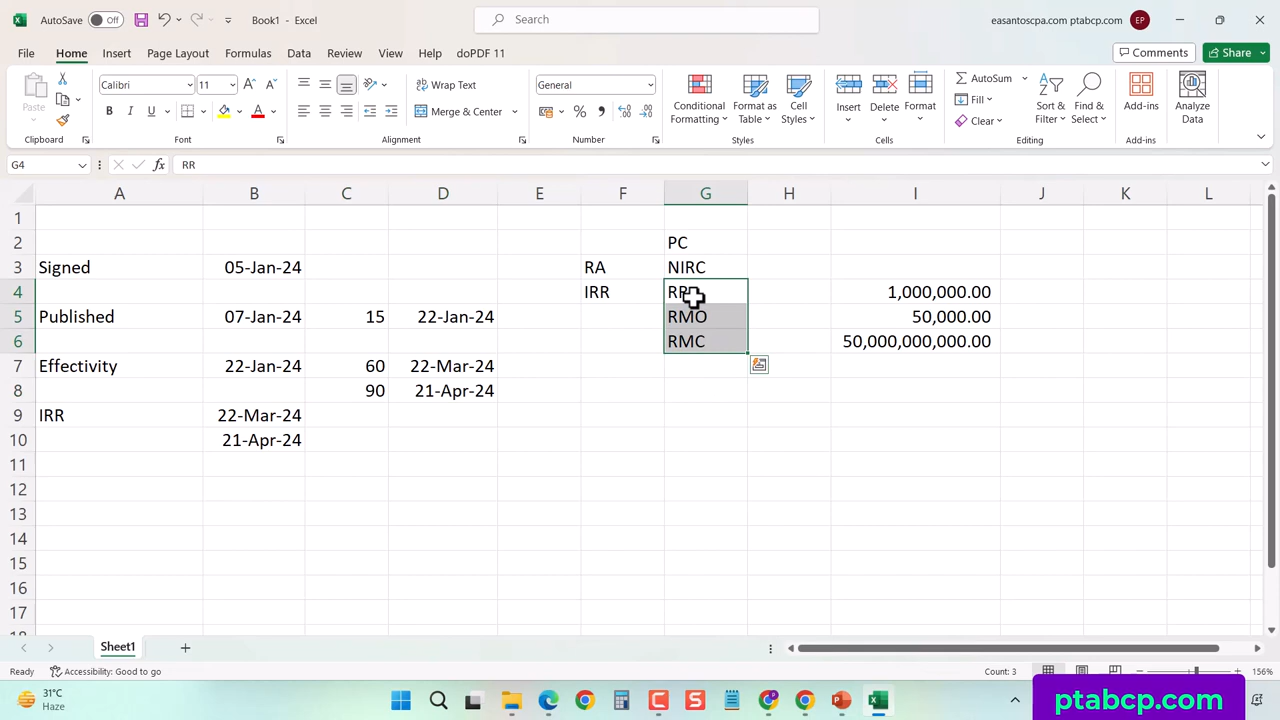 AutoSave Off Book1 - Excel Search easantoscpa.com ptabcp.com EP
File Home Insert Page Layout Formulas Data Review View Help doPDF 11 Comments Share
Paste Calibri 11 Wrap Text General Conditional Formatting Format as Table Cell Styles Insert Delete Format AutoSum Sort & Filter Find & Select Add-ins Analyze Data
B I U Merge & Center Fill Clear
Clipboard Font Alignment Number Styles Cells Editing Add-ins
G4 fx RR
A B C D E F G H I J K L
1
2 PC
3 Signed 05-Jan-24 RA NIRC
4 IRR RR 1,000,000.00
5 Published 07-Jan-24 15 22-Jan-24 RMO 50,000.00
6 RMC 50,000,000,000.00
7 Effectivity 22-Jan-24 60 22-Mar-24
8 90 21-Apr-24
9 IRR 22-Mar-24
10 21-Apr-24
11
12
13
14
15
16
17
Sheet1
Ready Accessibility: Good to go Count: 3 156%
31°C
Haze
ptabcp.com